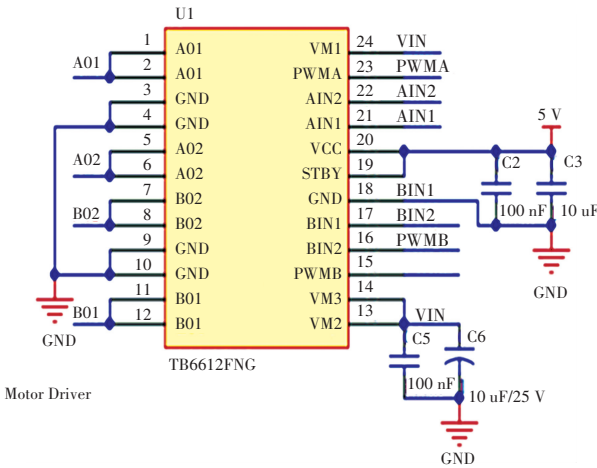 U1
1 A01 VM1 24 VIN
A01 2 A01 PWMA 23 PWMA
3 GND AIN2 22 AIN2
4 GND AIN1 21 AIN1
5 V
5 A02 VCC 20
A02 6 A02 STBY 19 C2 C3
7 B02 GND 18 BIN1
B02 8 B02 BIN1 17 BIN2 100 nF 10 uF
9 GND BIN2 16 PWMB
10 GND PWMB 15
GND
11 B01 VM3 14
B01 12 B01 VM2 13 VIN
GND
C5 C6
TB6612FNG
100 nF 10 uF/25 V
Motor Driver
GND